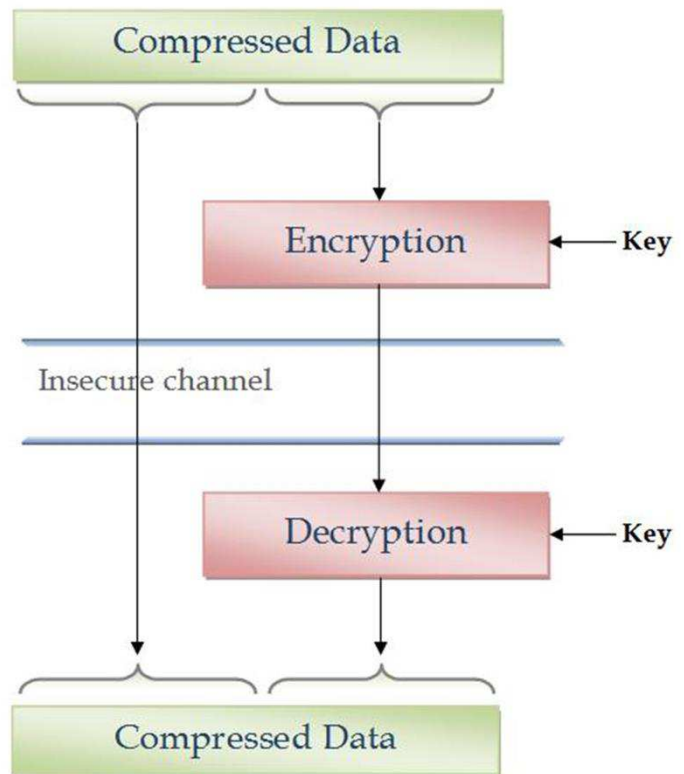 Compressed Data
Encryption
Key
Insecure channel
Decryption
Key
Compressed Data